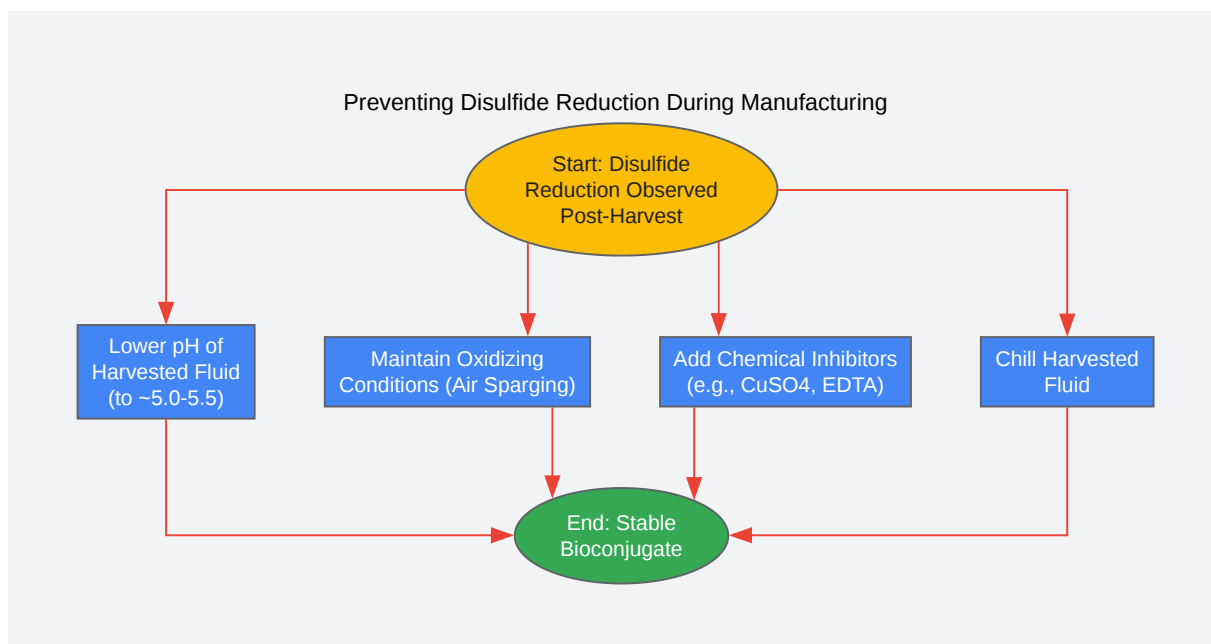 Preventing Disulfide Reduction During Manufacturing
Start: Disulfide
Reduction Observed
Post-Harvest
Lower pH of
Harvested Fluid
(to ~5.0-5.5)
Maintain Oxidizing
Conditions (Air Sparging)
Add Chemical Inhibitors
(e.g., CuSO4, EDTA)
Chill Harvested
Fluid
End: Stable
Bioconjugate